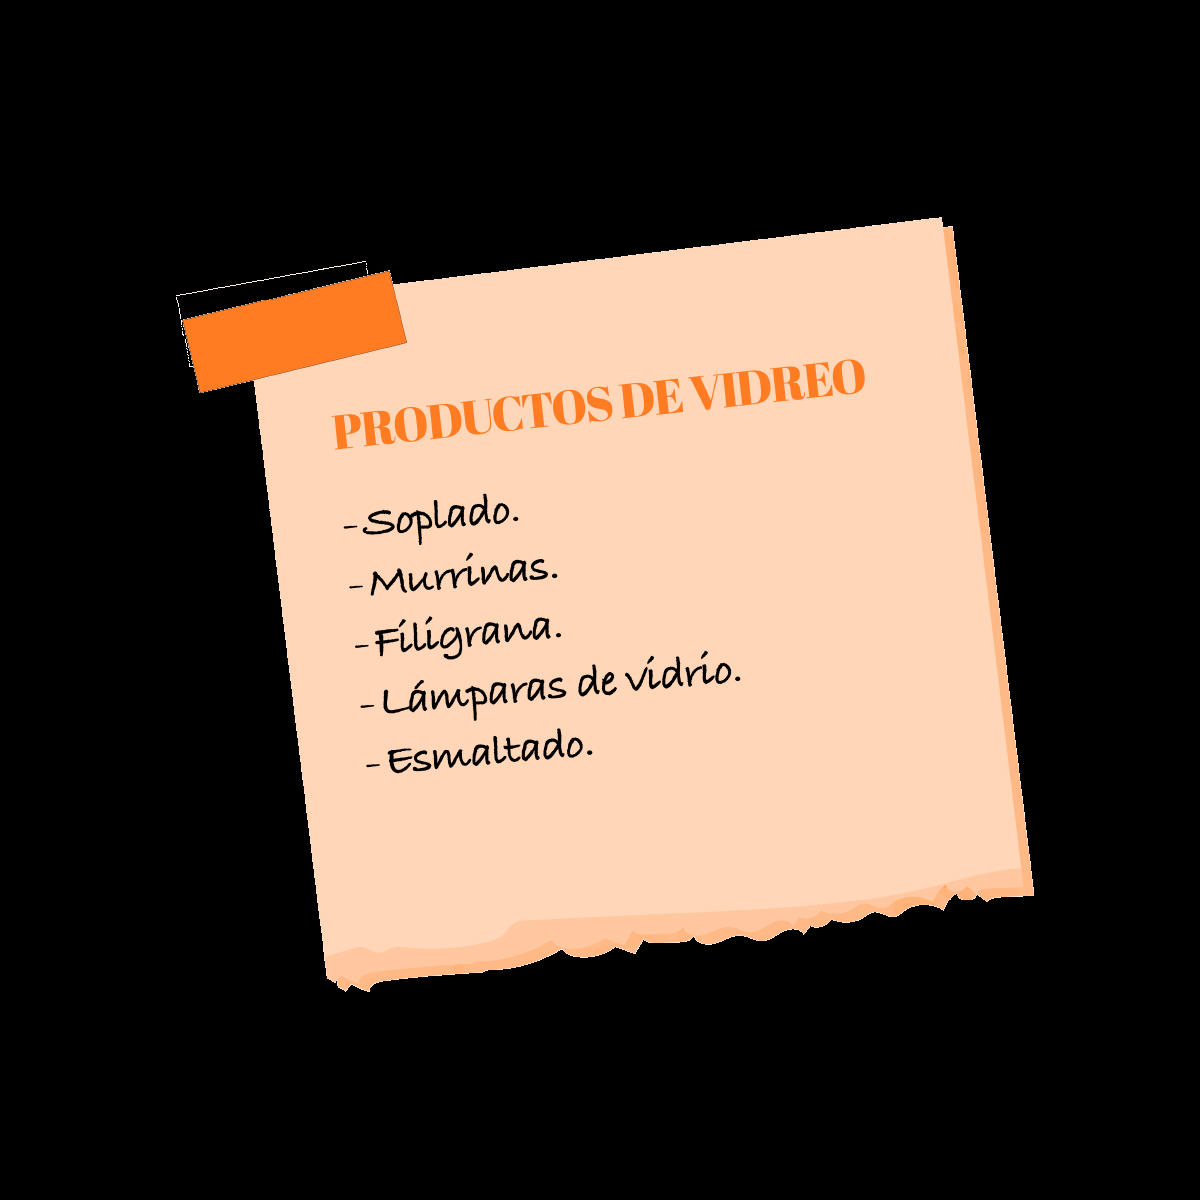 PRODUCTOS DE VIDREO
-Soplado.
-Murrinas.
-Filigrana.
-Lámparas de vidrio.
-Esmaltado.